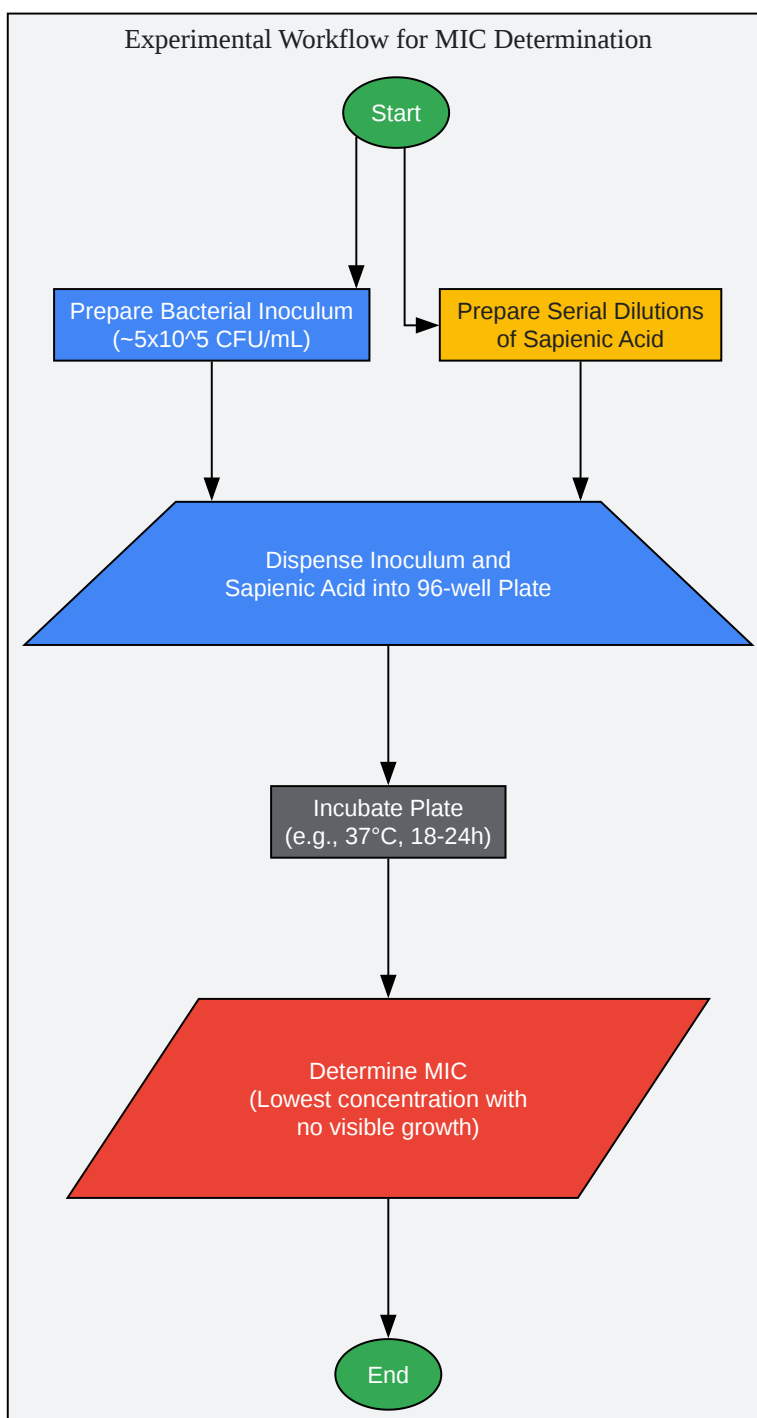 Experimental Workflow for MIC Determination
Start
Prepare Bacterial Inoculum
(~5x10^5 CFU/mL)
Prepare Serial Dilutions
of Sapienic Acid
Dispense Inoculum and
Sapienic Acid into 96-well Plate
Incubate Plate
(e.g., 37°C, 18-24h)
Determine MIC
(Lowest concentration with
no visible growth)
End